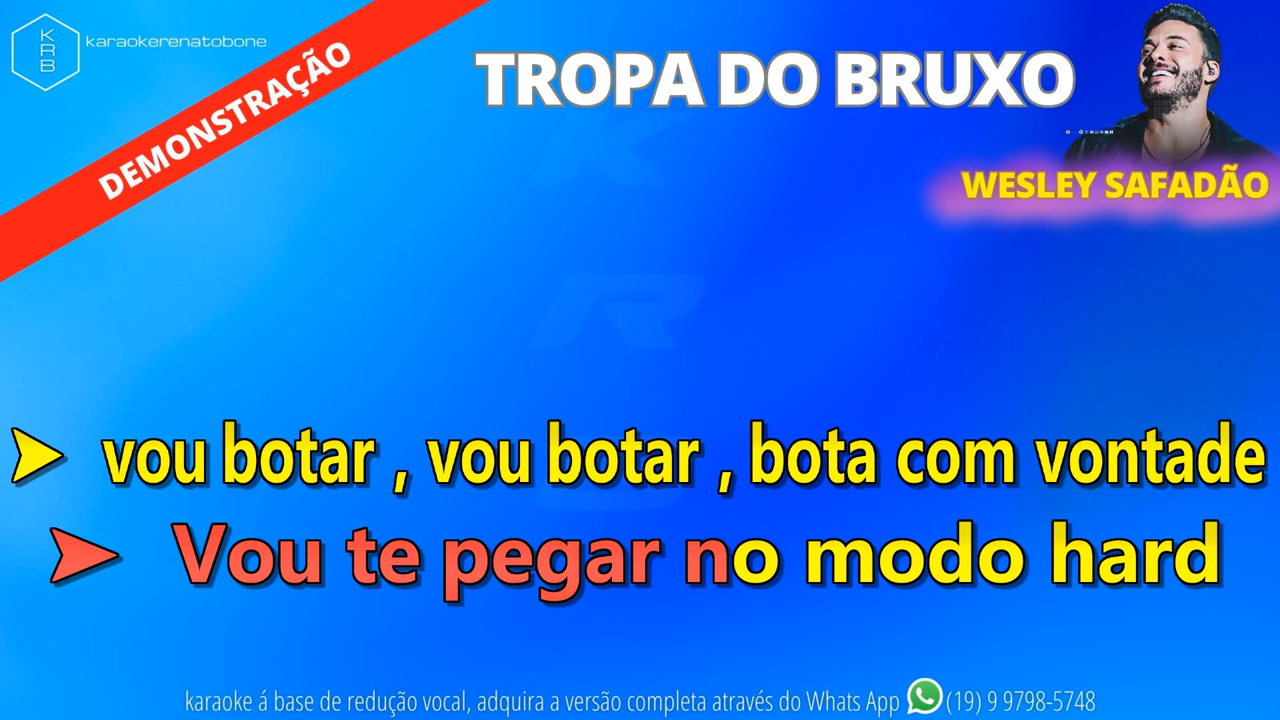 KRB
karaokerenatobone
DEMONSTRAÇÃO
TROPA DO BRUXO
WESLEY SAFADÃO
vou botar , vou botar , bota com vontade
Vou te pegar no modo hard
karaoke á base de redução vocal, adquira a versão completa através do Whats App (19) 9 9798-5748